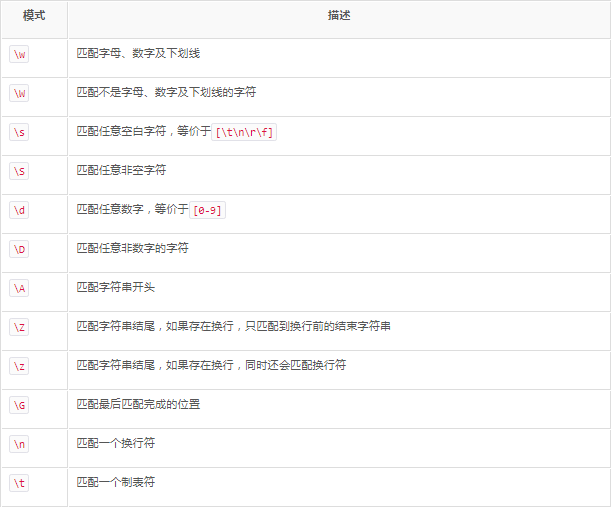 模式 描述
\w 匹配字母、数字及下划线
\W 匹配不是字母、数字及下划线的字符
\s 匹配任意空白字符，等价于 [\t\n\r\f]
\S 匹配任意非空字符
\d 匹配任意数字，等价于 [0-9]
\D 匹配任意非数字的字符
\A 匹配字符串开头
\Z 匹配字符串结尾，如果存在换行，只匹配到换行前的结束字符串
\z 匹配字符串结尾，如果存在换行，同时还会匹配换行符
\G 匹配最后匹配完成的位置
\n 匹配一个换行符
\t 匹配一个制表符